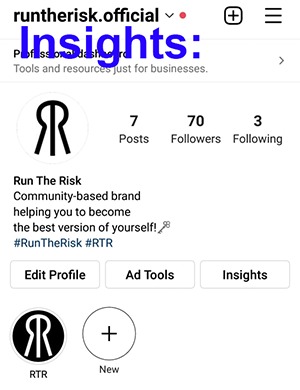 runtherisk.official
Insights:
Professional dashboard
Tools and resources just for businesses.
7 70 3
Posts Followers Following
Run The Risk
Community-based brand
helping you to become
the best version of yourself!
#RunTheRisk #RTR
Edit Profile Ad Tools Insights
RTR New